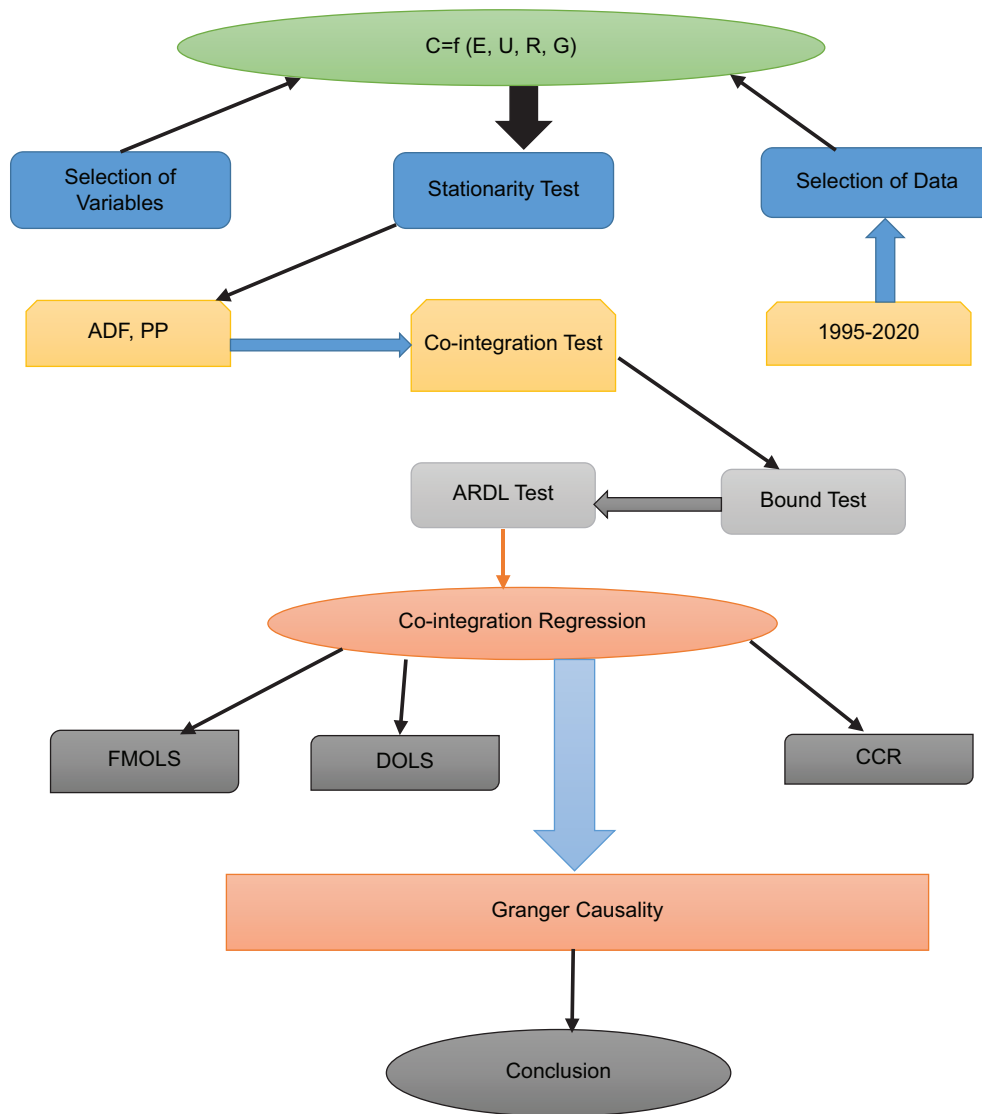 C=f (E, U, R, G)
Selection of
Variables
Stationarity Test
Selection of Data
ADF, PP
Co-integration Test
1995-2020
ARDL Test
Bound Test
Co-integration Regression
FMOLS
DOLS
CCR
Granger Causality
Conclusion